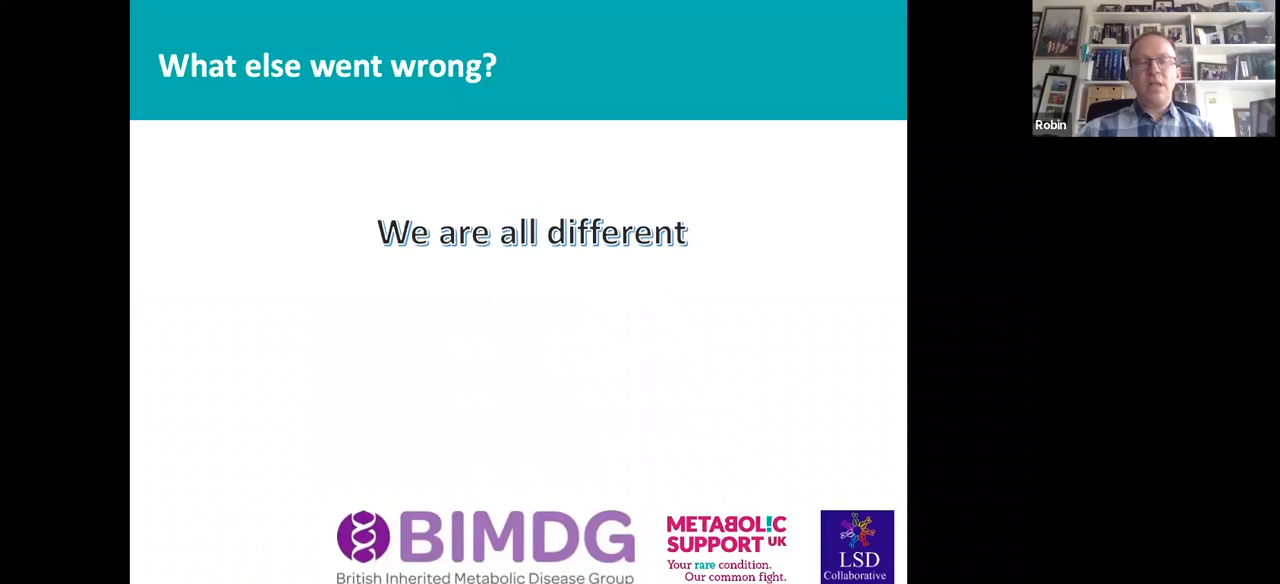 What else went wrong?
Robin
We are all different
BIMDG
British Inherited Metabolic Disease Group
METABOL!C
SUPPORT UK
Your rare condition.
Our common fight.
LSD
Collaborative